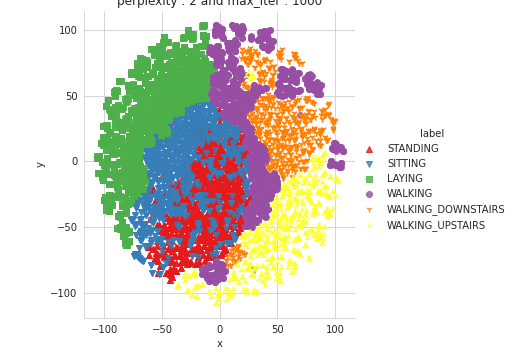 perplexity : 2 and max_iter : 1000
100
50
0
−50
−100
y
−100 −50 0 50 100
x
label
STANDING
SITTING
LAYING
WALKING
WALKING_DOWNSTAIRS
WALKING_UPSTAIRS